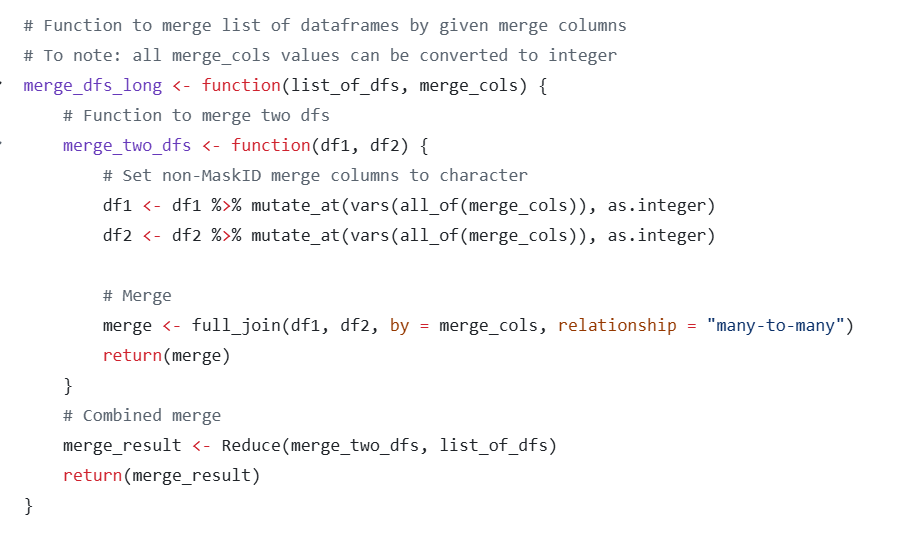 # Function to merge list of dataframes by given merge columns
# To note: all merge_cols values can be converted to integer
merge_dfs_long <- function(list_of_dfs, merge_cols) {
    # Function to merge two dfs
    merge_two_dfs <- function(df1, df2) {
        # Set non-MaskID merge columns to character
        df1 <- df1 %>% mutate_at(vars(all_of(merge_cols)), as.integer)
        df2 <- df2 %>% mutate_at(vars(all_of(merge_cols)), as.integer)

        # Merge
        merge <- full_join(df1, df2, by = merge_cols, relationship = "many-to-many")
        return(merge)
    }
    # Combined merge
    merge_result <- Reduce(merge_two_dfs, list_of_dfs)
    return(merge_result)
}